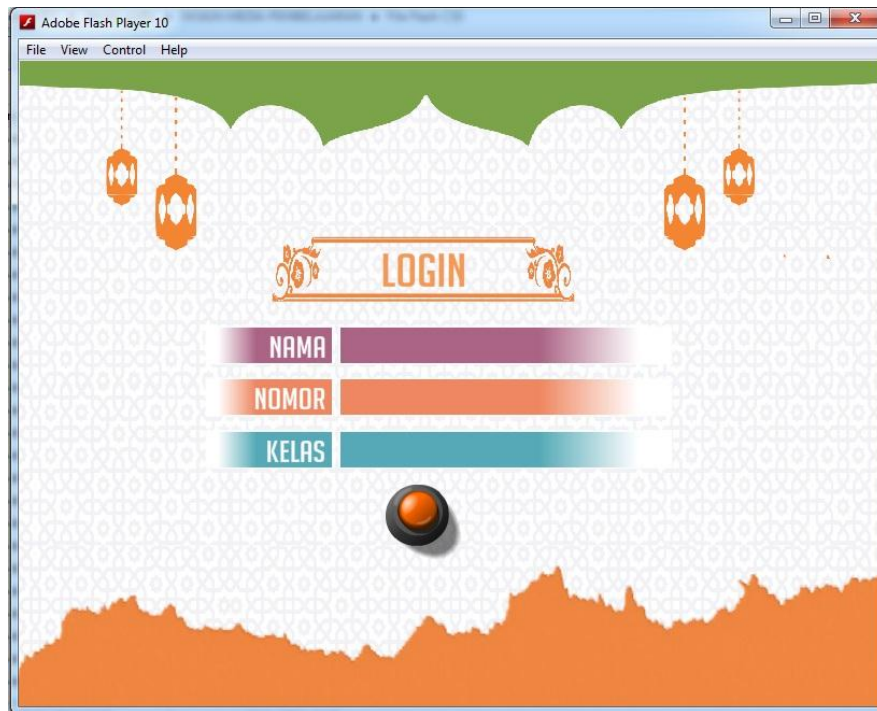 Adobe Flash Player 10
File View Control Help
LOGIN
NAMA
NOMOR
KELAS